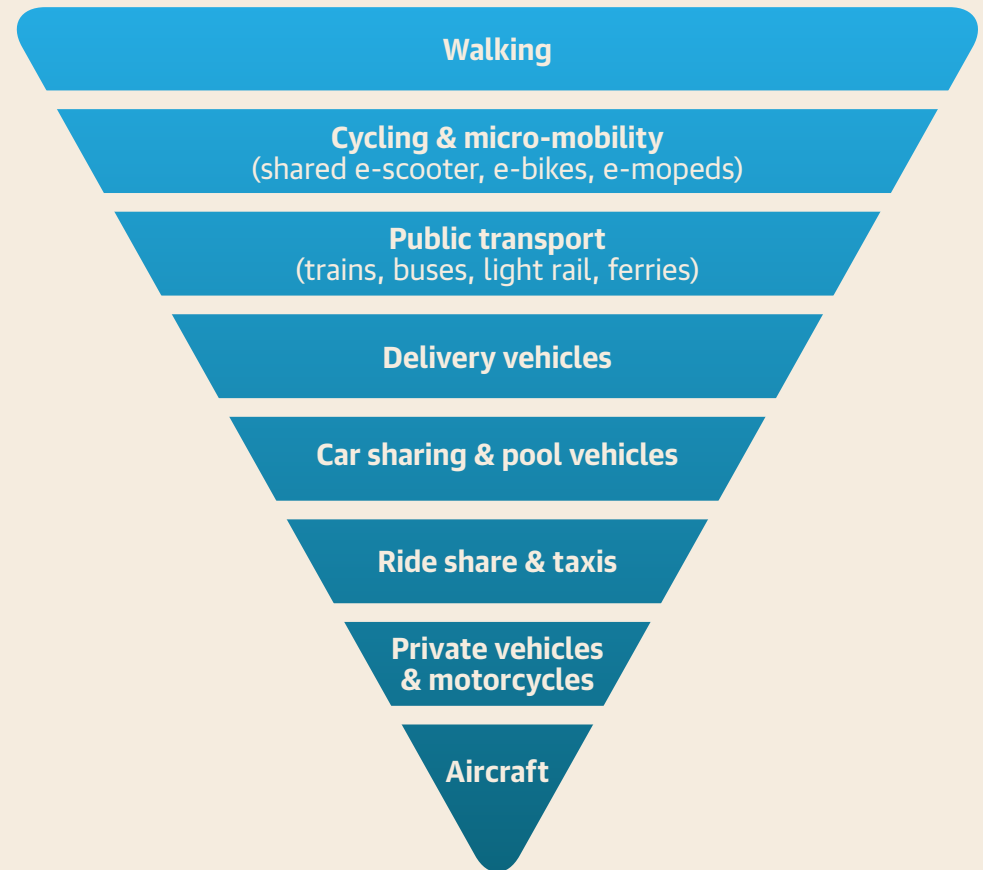 Walking
Cycling & micro-mobility
(shared e-scooter, e-bikes, e-mopeds)
Public transport
(trains, buses, light rail, ferries)
Delivery vehicles
Car sharing & pool vehicles
Ride share & taxis
Private vehicles
& motorcycles
Aircraft